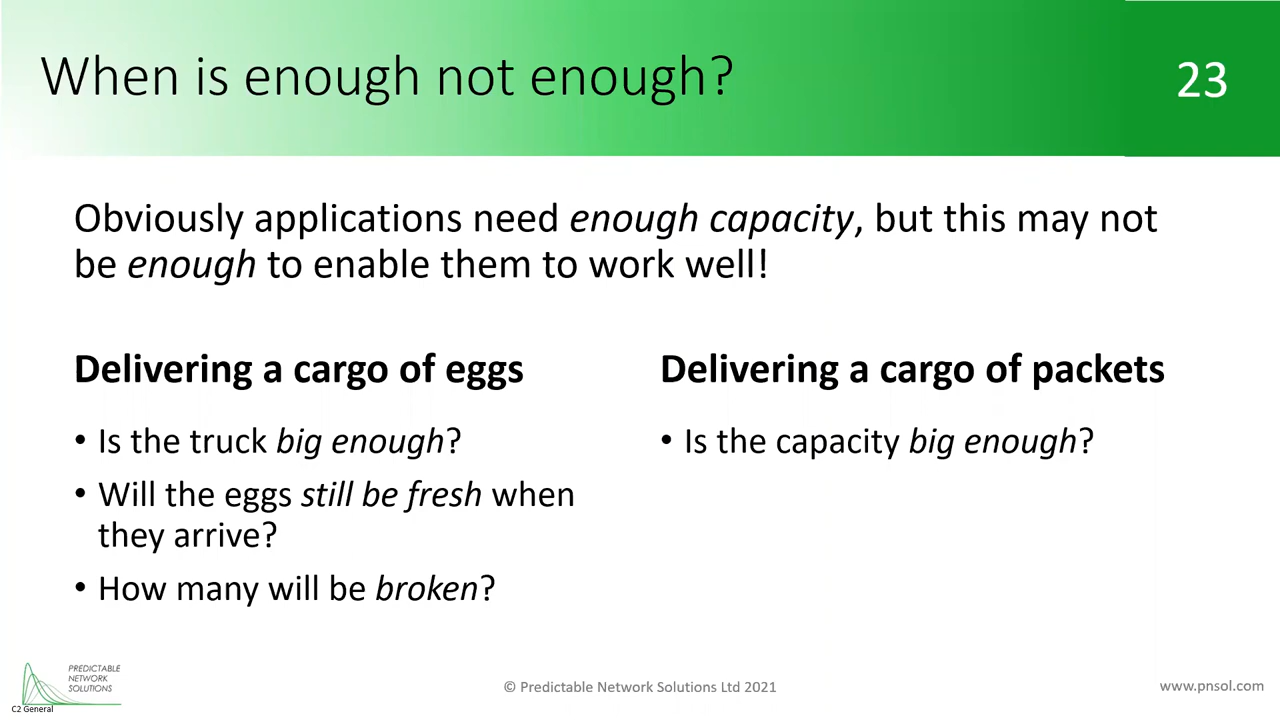 When is enough not enough?
23
Obviously applications need enough capacity, but this may not
be enough to enable them to work well!
Delivering a cargo of eggs
• Is the truck big enough?
• Will the eggs still be fresh when
they arrive?
• How many will be broken?
Delivering a cargo of packets
• Is the capacity big enough?
PREDICTABLE
NETWORK
SOLUTIONS
C2 General
© Predictable Network Solutions Ltd 2021
www.pnsol.com